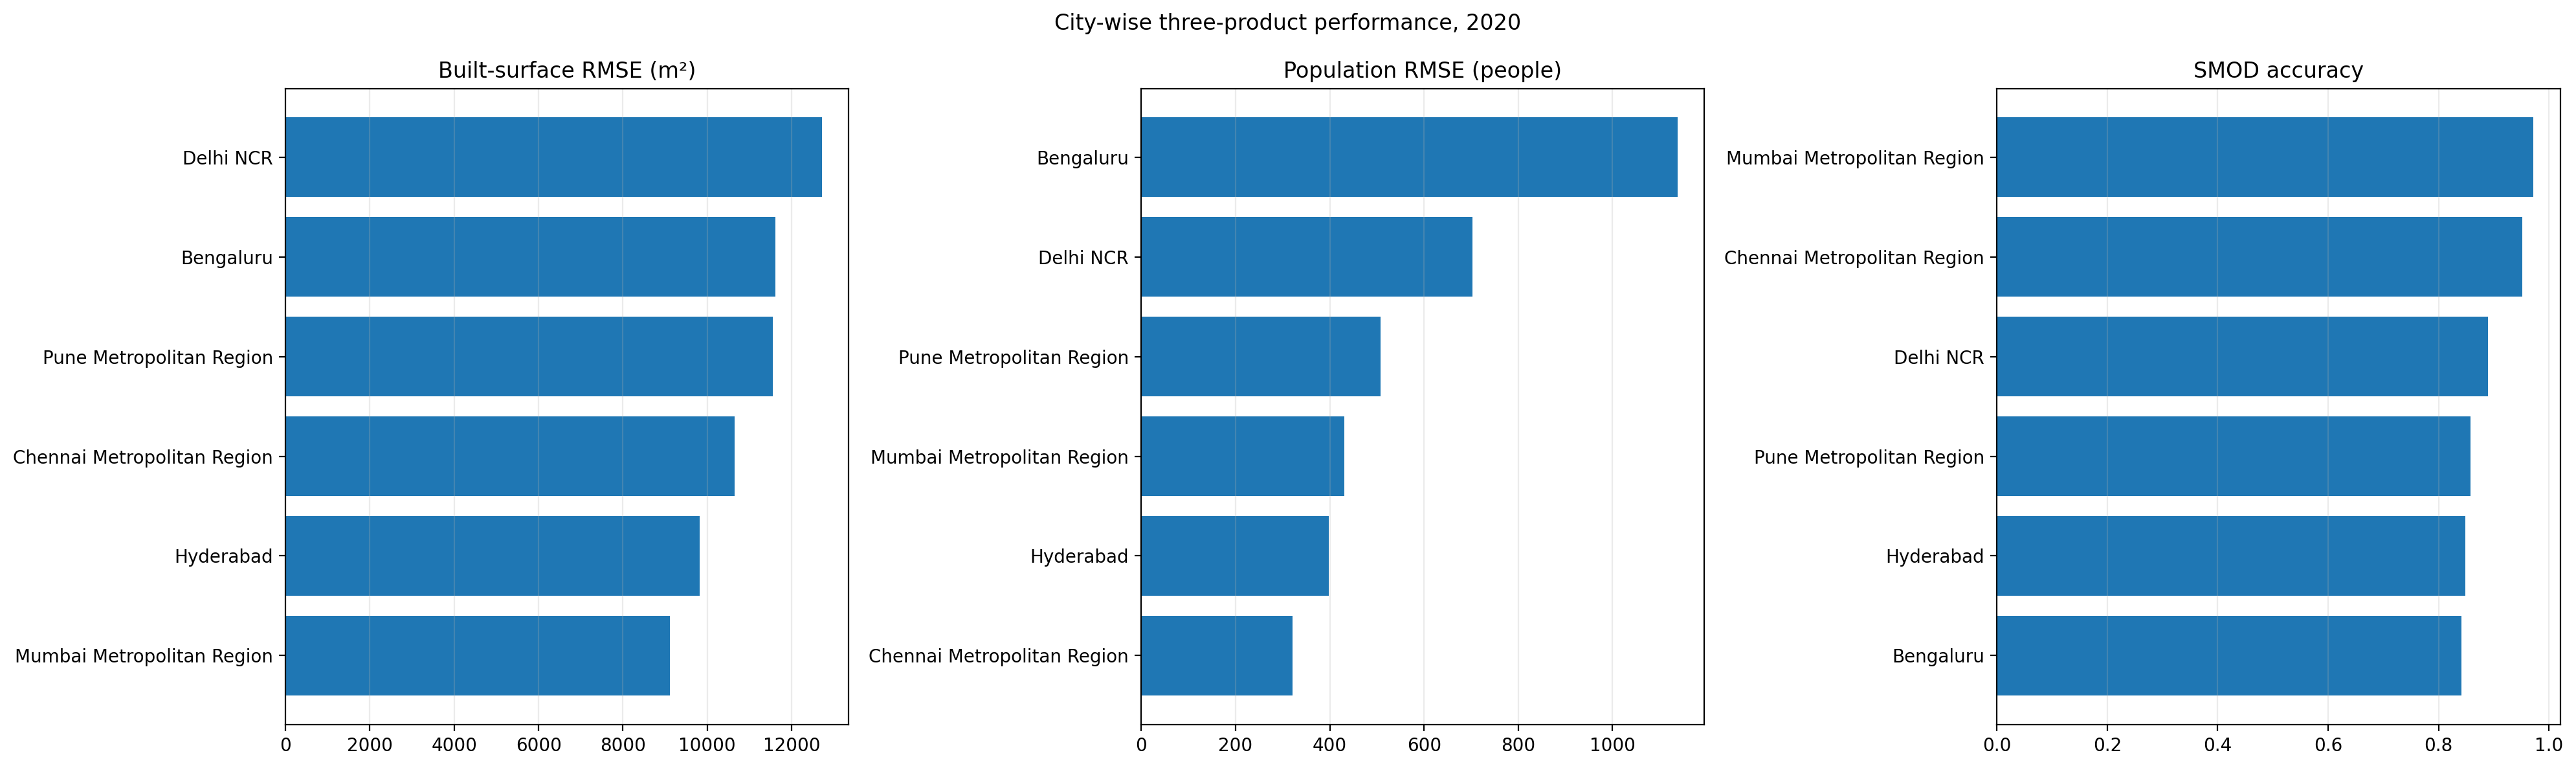 City-wise three-product performance, 2020
Built-surface RMSE (m²)
Delhi NCR
Bengaluru
Pune Metropolitan Region
Chennai Metropolitan Region
Hyderabad
Mumbai Metropolitan Region
0 2000 4000 6000 8000 10000 12000
Population RMSE (people)
Bengaluru
Delhi NCR
Pune Metropolitan Region
Mumbai Metropolitan Region
Hyderabad
Chennai Metropolitan Region
0 200 400 600 800 1000
SMOD accuracy
Mumbai Metropolitan Region
Chennai Metropolitan Region
Delhi NCR
Pune Metropolitan Region
Hyderabad
Bengaluru
0.0 0.2 0.4 0.6 0.8 1.0